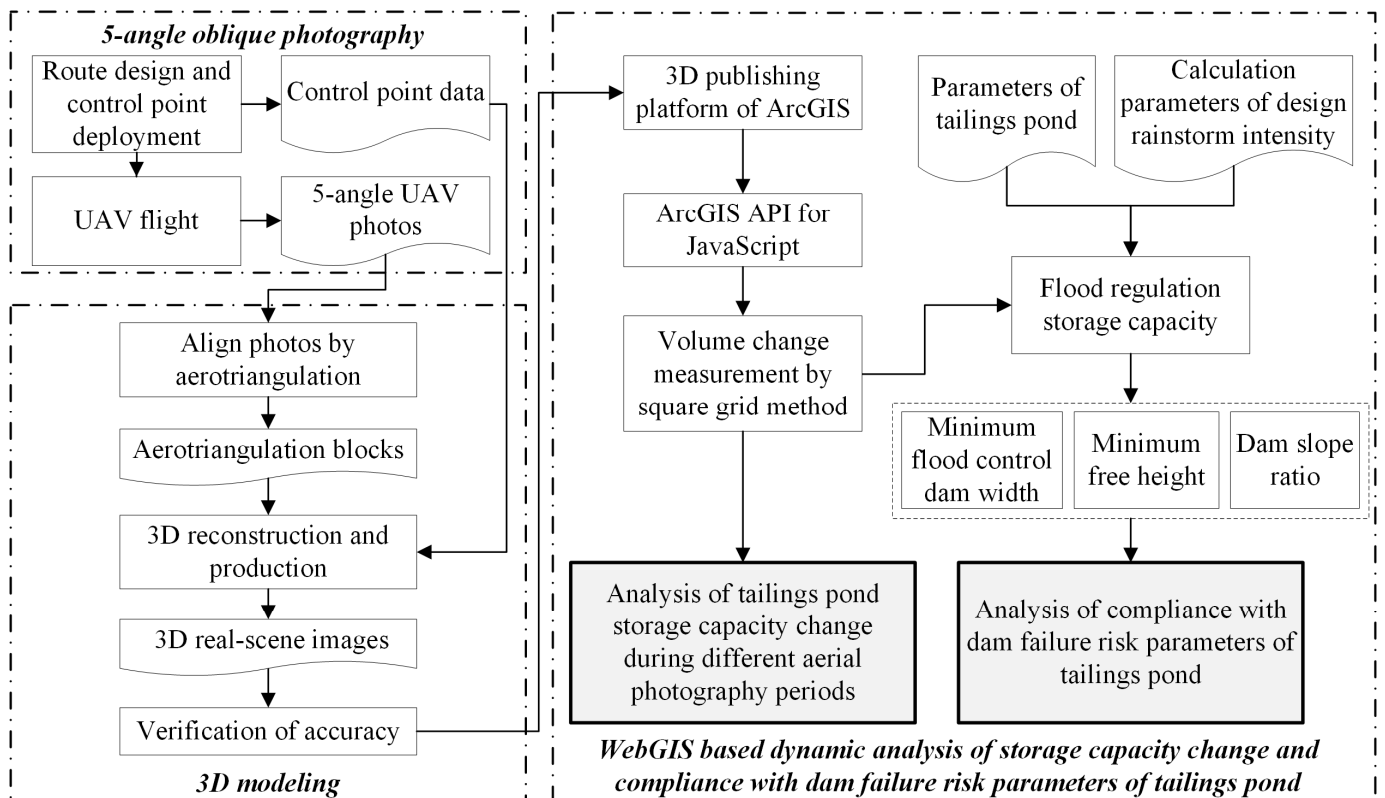 5-angle oblique photography
Route design and
control point
deployment
Control point data
UAV flight
5-angle UAV
photos
Align photos by
aerotriangulation
Aerotriangulation blocks
3D reconstruction and
production
3D real-scene images
Verification of accuracy
3D modeling
3D publishing
platform of ArcGIS
ArcGIS API for
JavaScript
Volume change
measurement by
square grid method
Parameters of
tailings pond
Calculation
parameters of design
rainstorm intensity
Flood regulation
storage capacity
Minimum
flood control
dam width
Minimum
free height
Dam slope
ratio
Analysis of tailings pond
storage capacity change
during different aerial
photography periods
Analysis of compliance with
dam failure risk parameters of
tailings pond
WebGIS based dynamic analysis of storage capacity change and
compliance with dam failure risk parameters of tailings pond